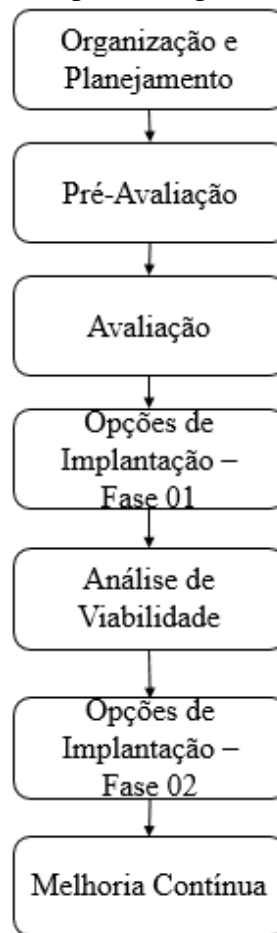 Organização e
Planejamento
Pré-Avaliação
Avaliação
Opções de
Implantação –
Fase 01
Análise de
Viabilidade
Opções de
Implantação –
Fase 02
Melhoria Contínua